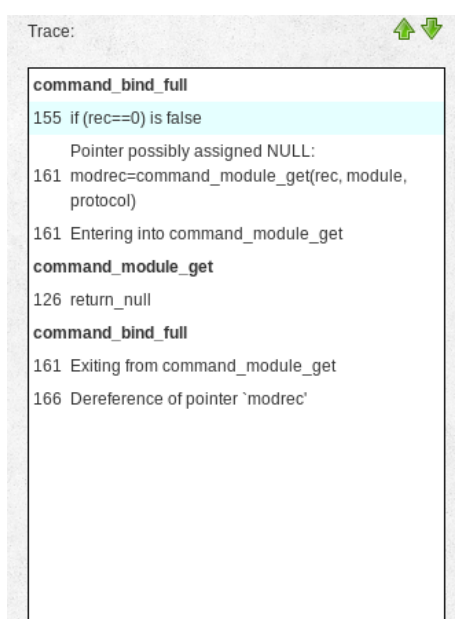 Trace:
command_bind_full
155 if (rec==0) is false
Pointer possibly assigned NULL:
161 modrec=command_module_get(rec, module,
protocol)
161 Entering into command_module_get
command_module_get
126 return_null
command_bind_full
161 Exiting from command_module_get
166 Dereference of pointer `modrec'